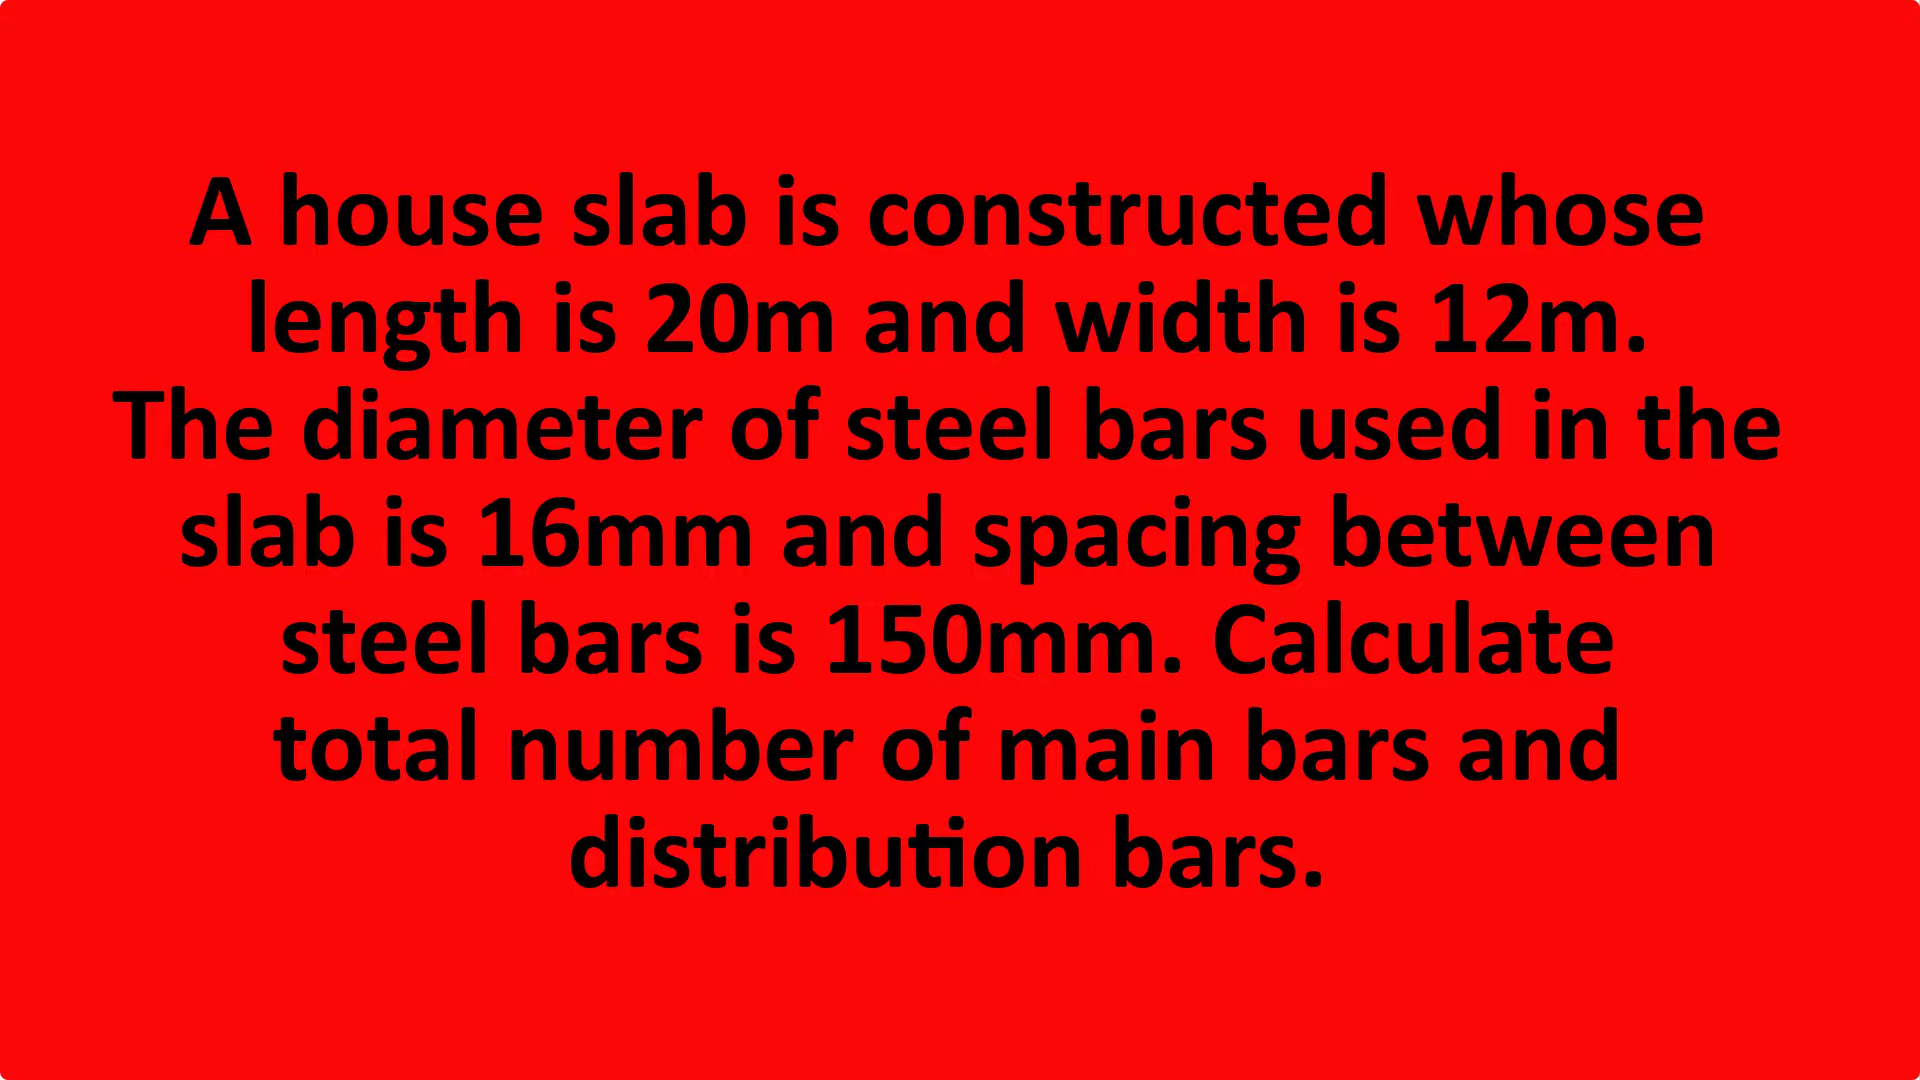 A house slab is constructed whose
length is 20m and width is 12m.
The diameter of steel bars used in the
slab is 16mm and spacing between
steel bars is 150mm. Calculate
total number of main bars and
distribution bars.